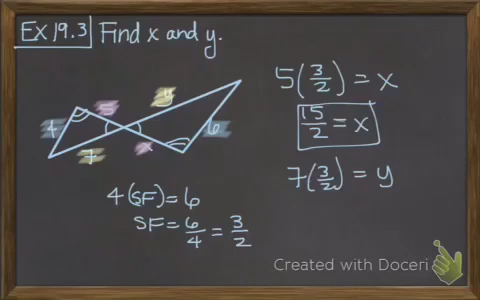 Ex 19.3 Find x and y.
5 y
4 6
7 x
4 (SF) = 6
SF = 6/4 = 3/2
5(3/2) = x
15/2 = x
7(3/2) = y
Created with Doceri